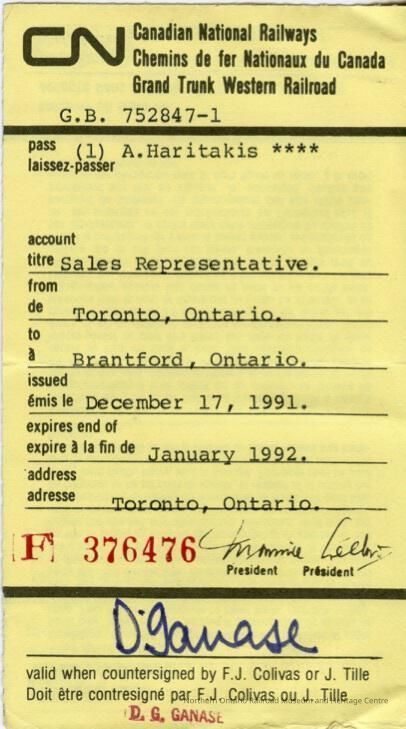 CN Canadian National Railways
Chemins de fer Nationaux du Canada
Grand Trunk Western Railroad
G.B. 752847-1
pass (1) A.Haritakis ****
laissez-passer
account
titre Sales Representative.
from
de Toronto, Ontario.
to
à Brantford, Ontario.
issued
émis le December 17, 1991.
expires end of
expire à la fin de January 1992.
address
adresse Toronto, Ontario.
F 376476
President Président
D'Ganase
valid when countersigned by F.J. Colivas or J. Tille
Doit être contresigné par F.J. Colivas ou J. Tille
Northern Ontario Railroad Museum and Heritage Centre
D. G. GANASE